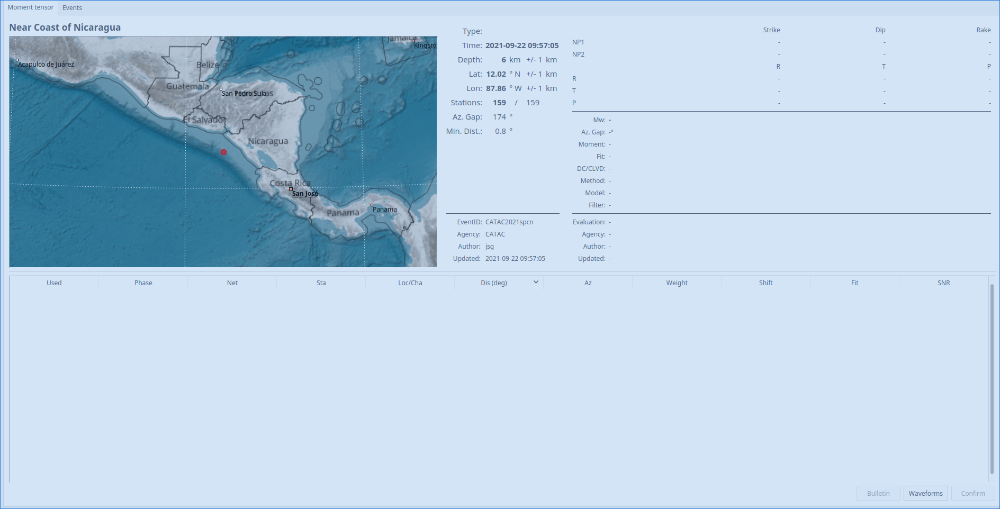 Moment tensor Events
Near Coast of Nicaragua
Jamaica
Kingsto
Acapulco de Juárez
Belize
Guatemala
San Pedro Sula
El Salvador
Nicaragua
Costa Rica
San José
Panama
Panama
Type:
Time: 2021-09-22 09:57:05
Depth: 6 km +/- 1 km
Lat: 12.02 ° N +/- 1 km
Lon: 87.86 ° W +/- 1 km
Stations: 159 / 159
Az. Gap: 174 °
Min. Dist.: 0.8 °
EventID: CATAC2021spcn
Agency: CATAC
Author: jsg
Updated: 2021-09-22 09:57:05
Strike Dip Rake
NP1 - - -
NP2 - - -
R T P
R - - -
T - - -
P - - -
Mw: -
Az. Gap: -°
Moment: -
Fit: -
DC/CLVD: -
Method: -
Model: -
Filter: -
Evaluation: -
Agency: -
Author: -
Updated: -
Used Phase Net Sta Loc/Cha Dis (deg) Az Weight Shift Fit SNR
Bulletin Waveforms Confirm